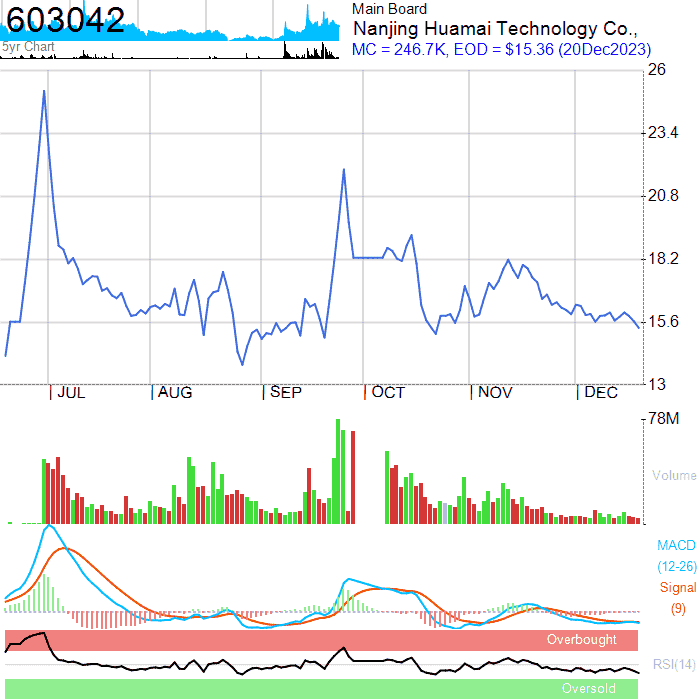 603042
5yr Chart
Main Board
Nanjing Huamai Technology Co.,
MC = 246.7K, EOD = $15.36 (20Dec2023)
26
23.4
20.8
18.2
15.6
13
JUL AUG SEP OCT NOV DEC
78M
Volume
MACD
(12-26)
Signal
(9)
Overbought
RSI(14)
Oversold